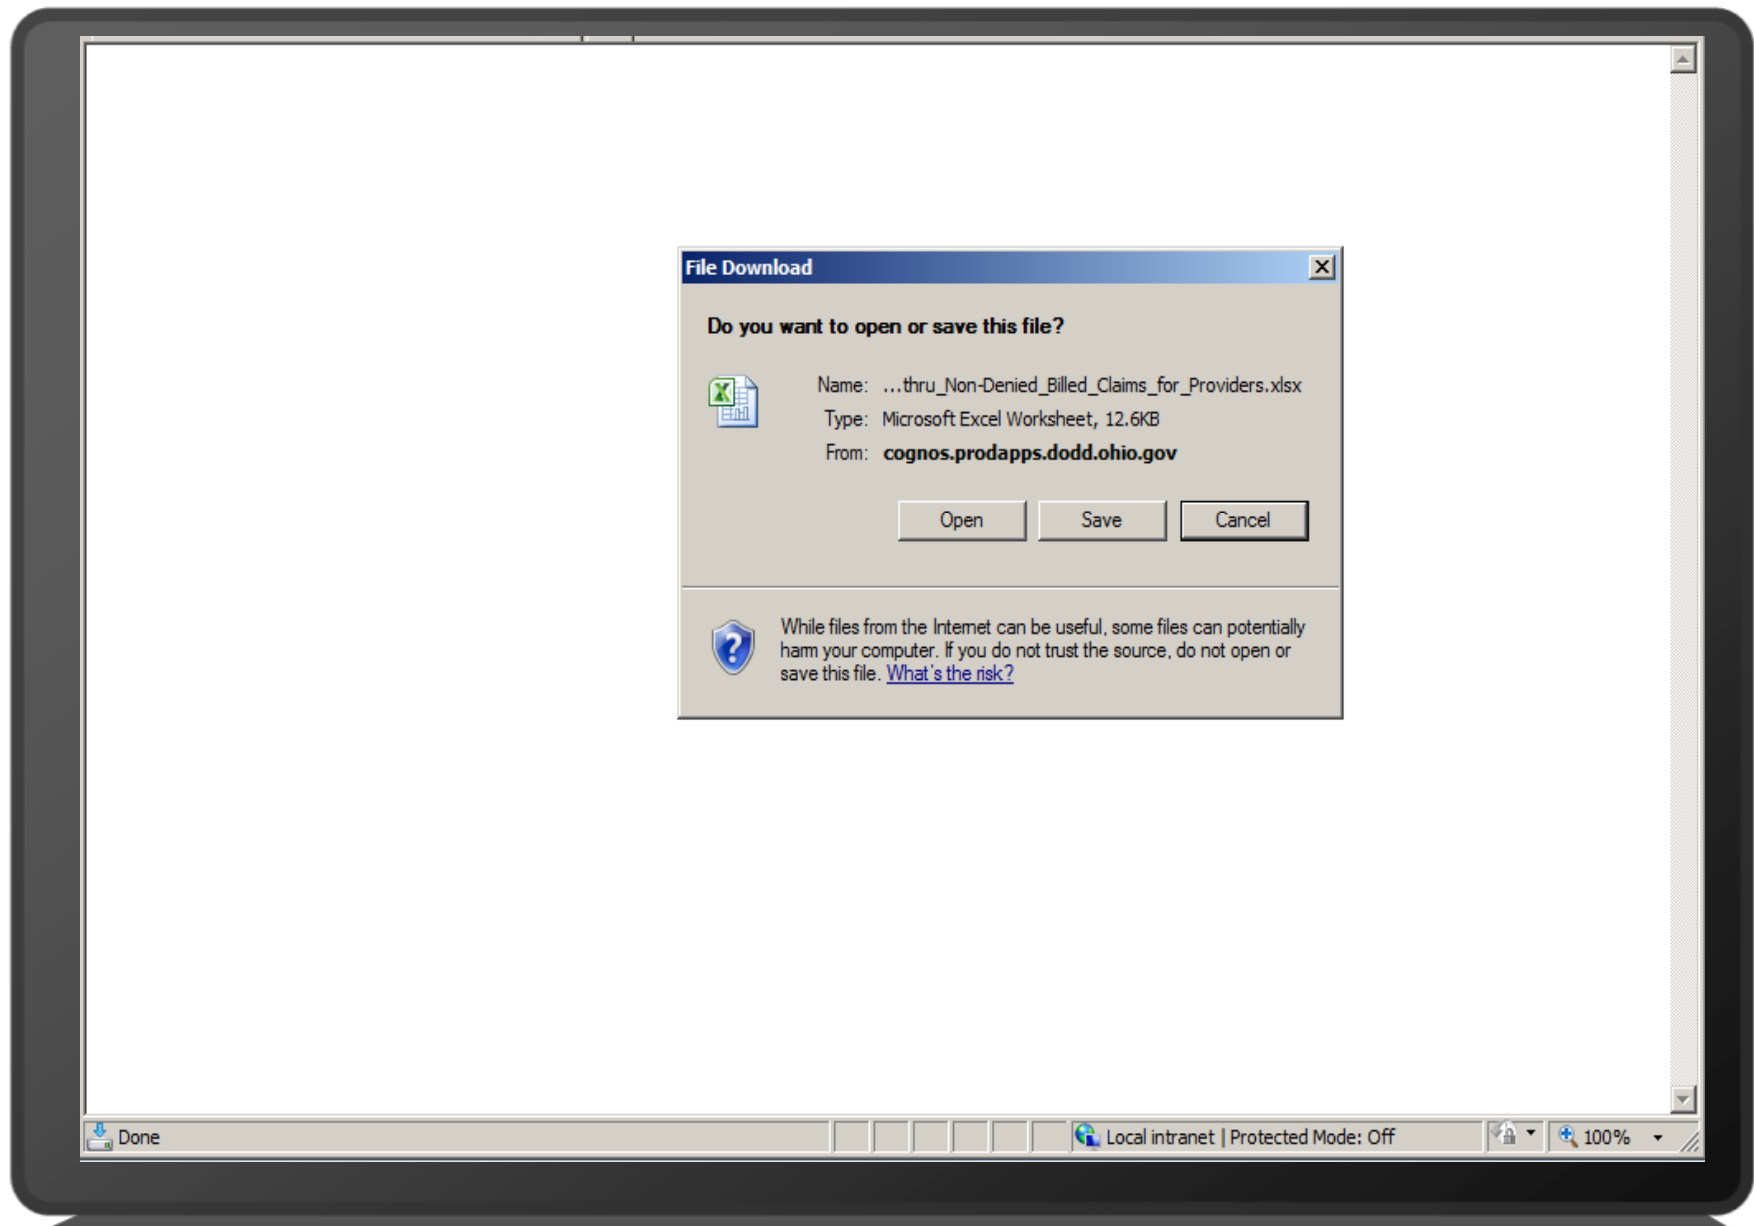 File Download
Do you want to open or save this file?
Name: ...thru_Non-Denied_Billed_Claims_for_Providers.xlsx
Type: Microsoft Excel Worksheet, 12.6KB
From: cognos.prodapps.dodd.ohio.gov
Open Save Cancel
While files from the Internet can be useful, some files can potentially
harm your computer. If you do not trust the source, do not open or
save this file. What's the risk?
Done Local intranet | Protected Mode: Off 100%